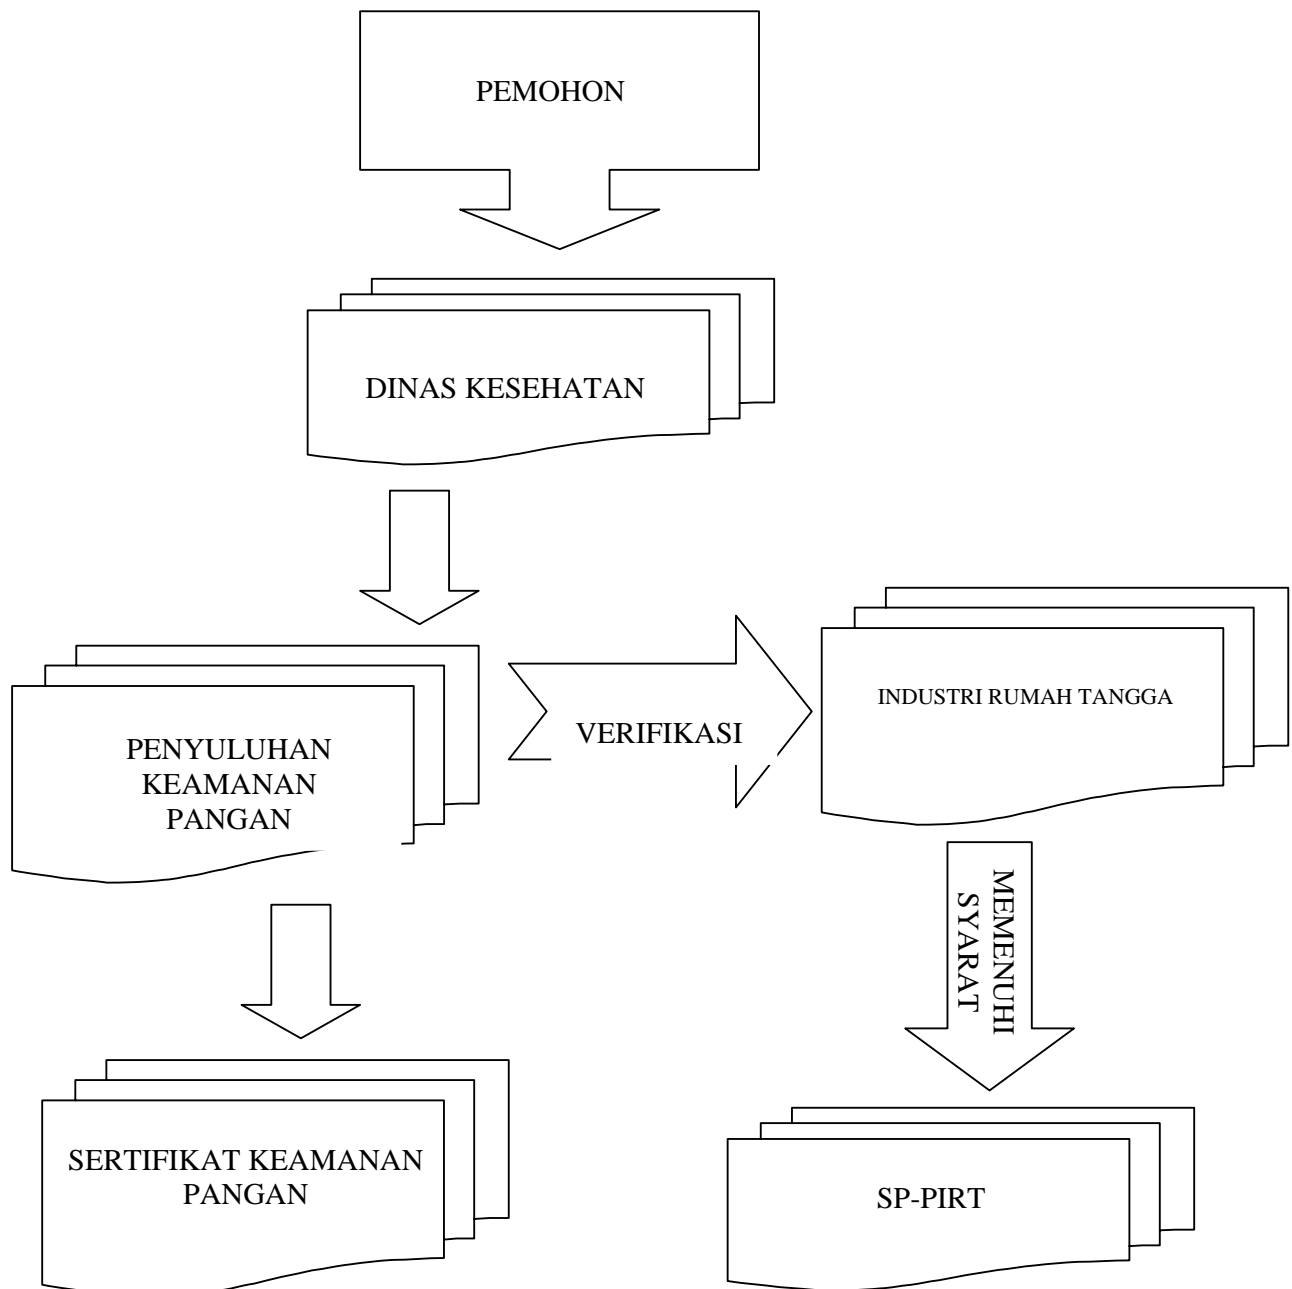 PEMOHON
DINAS KESEHATAN
PENYULUHAN
KEAMANAN
PANGAN
VERIFIKASI
INDUSTRI RUMAH TANGGA
MEMENUHI
SYARAT
SERTIFIKAT KEAMANAN
PANGAN
SP-PIRT